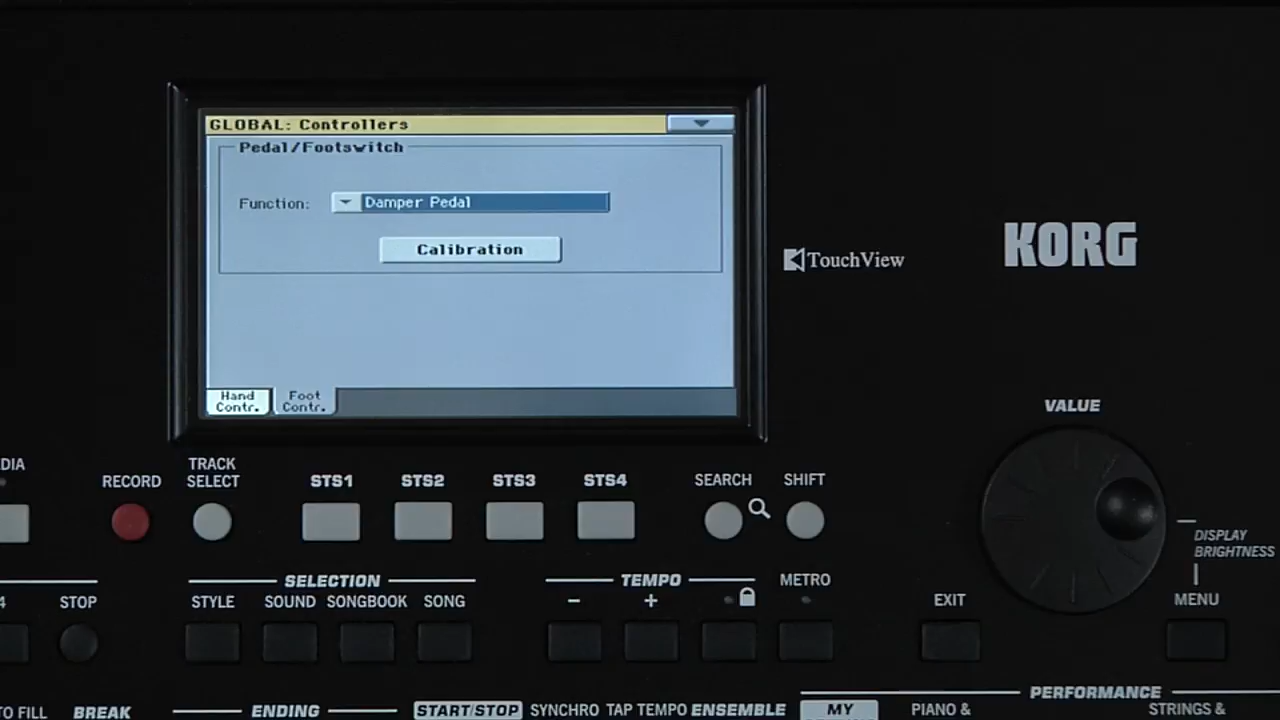 GLOBAL: Controllers
Pedal/Footswitch
Function: Damper Pedal
Calibration
Hand Contr.
Foot Contr.
TouchView
KORG
VALUE
DISPLAY
BRIGHTNESS
DIA
RECORD
TRACK
SELECT
STS1 STS2 STS3 STS4
SEARCH SHIFT
SELECTION
TEMPO
METRO
STOP
STYLE SOUND SONGBOOK SONG
- +
EXIT
MENU
PERFORMANCE
TO FILL BREAK ENDING START/STOP SYNCHRO TAP TEMPO ENSEMBLE MY PIANO & STRINGS &